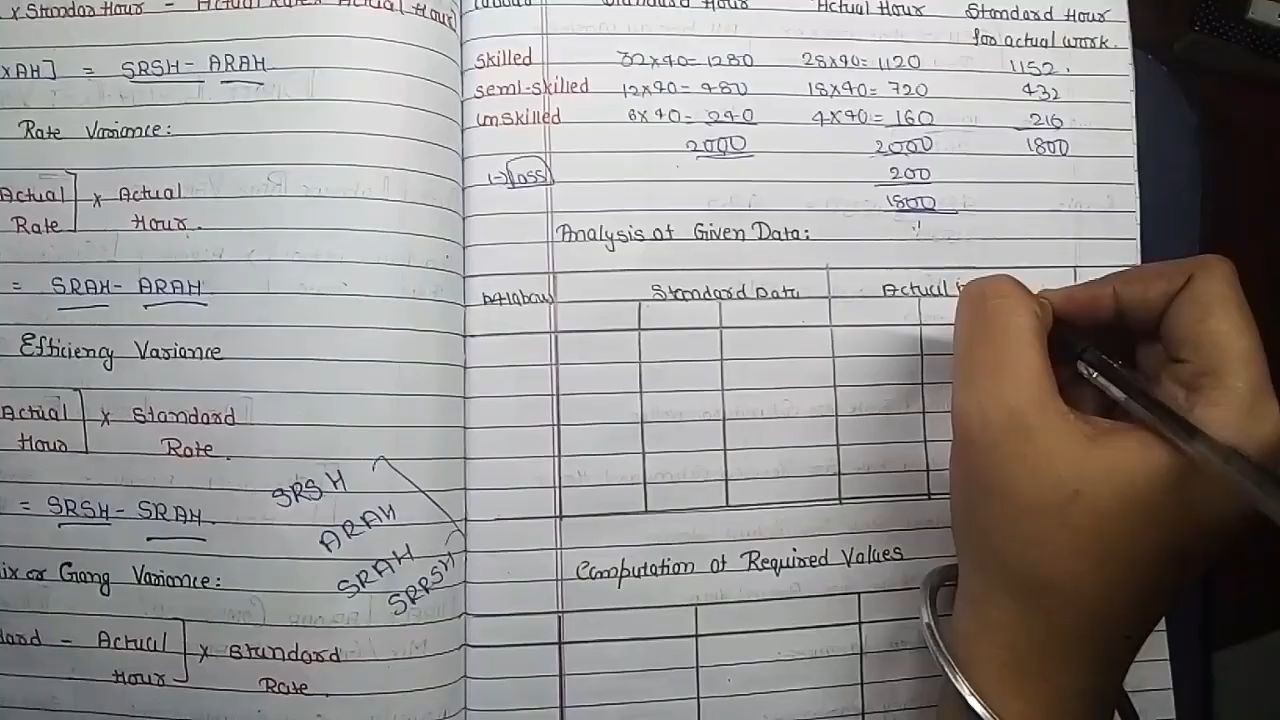 x Standard Hour - Actual Rate x Actual Hour]
xAH] = SRSH- ARAH
Rate Variance:
Actual Rate] x Actual Hour.
= SRAH- ARAH
Efficiency Variance
Actual Hour] x Standard Rate.
= SRSH- SRAH.
SRSH
ARAH
SRAH
SRRSH
ix or Gang Variance:
dard - Actual Hour] x Standard Rate.
Hour Actual Hour Standard Hour for actual work.
skilled 32x40=1280 28x40=1120 1152.
semi-skilled 12x40=480 18x40=720 432
unskilled 6x40=240 4x40=160 216
2000 2000 1800
(-) loss 200
1800
Analysis of Given Data:
Standard Data Actual
Computation of Required Values